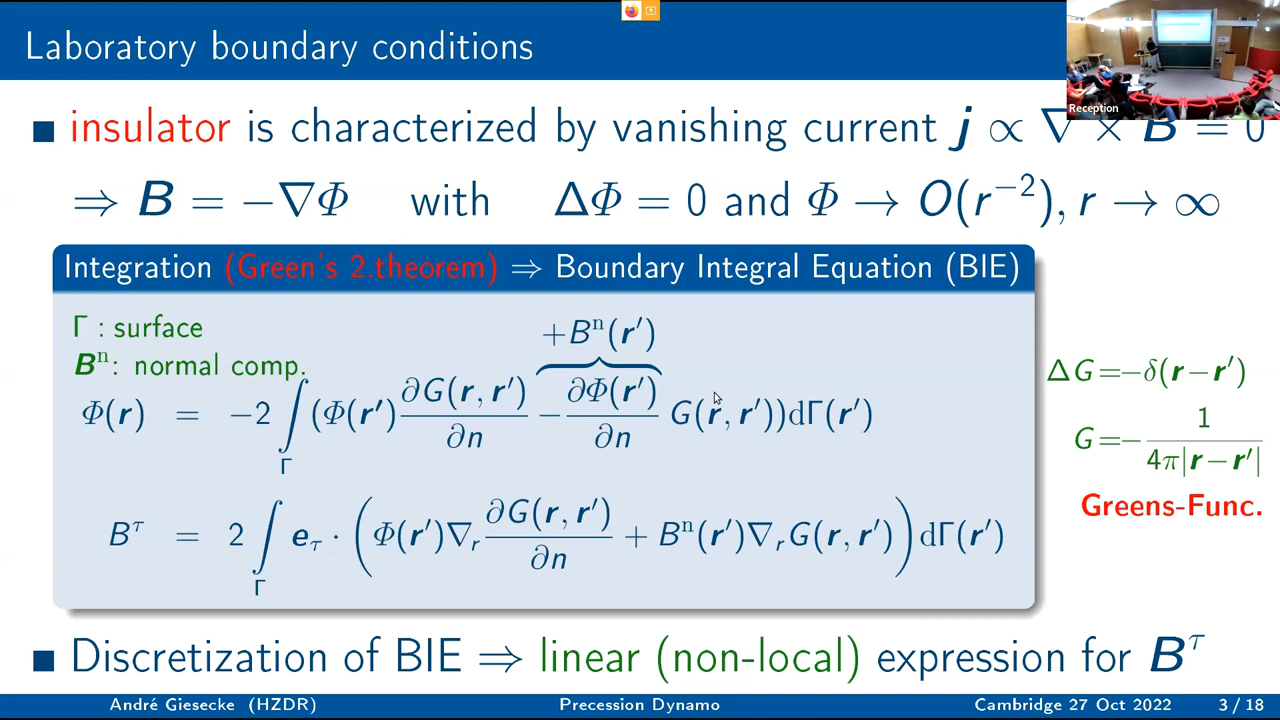 Laboratory boundary conditions
Reception
■ insulator is characterized by vanishing current j ∝ ∇ × B = 0
⇒ B = −∇Φ with ΔΦ = 0 and Φ → O(r⁻²), r → ∞
Integration (Green's 2.theorem) ⇒ Boundary Integral Equation (BIE)
Γ : surface
Bⁿ: normal comp.
+Bⁿ(r′)
Φ(r) = −2 ∫_Γ (Φ(r′) ∂G(r, r′)/∂n − ∂Φ(r′)/∂n G(r, r′))dΓ(r′)
B^τ = 2 ∫_Γ e_τ · (Φ(r′)∇_r ∂G(r, r′)/∂n + Bⁿ(r′)∇_r G(r, r′)) dΓ(r′)
ΔG=−δ(r−r′)
G=− 1/(4π|r−r′|)
Greens-Func.
■ Discretization of BIE ⇒ linear (non-local) expression for B^τ
André Giesecke (HZDR) Precession Dynamo Cambridge 27 Oct 2022 3 / 18